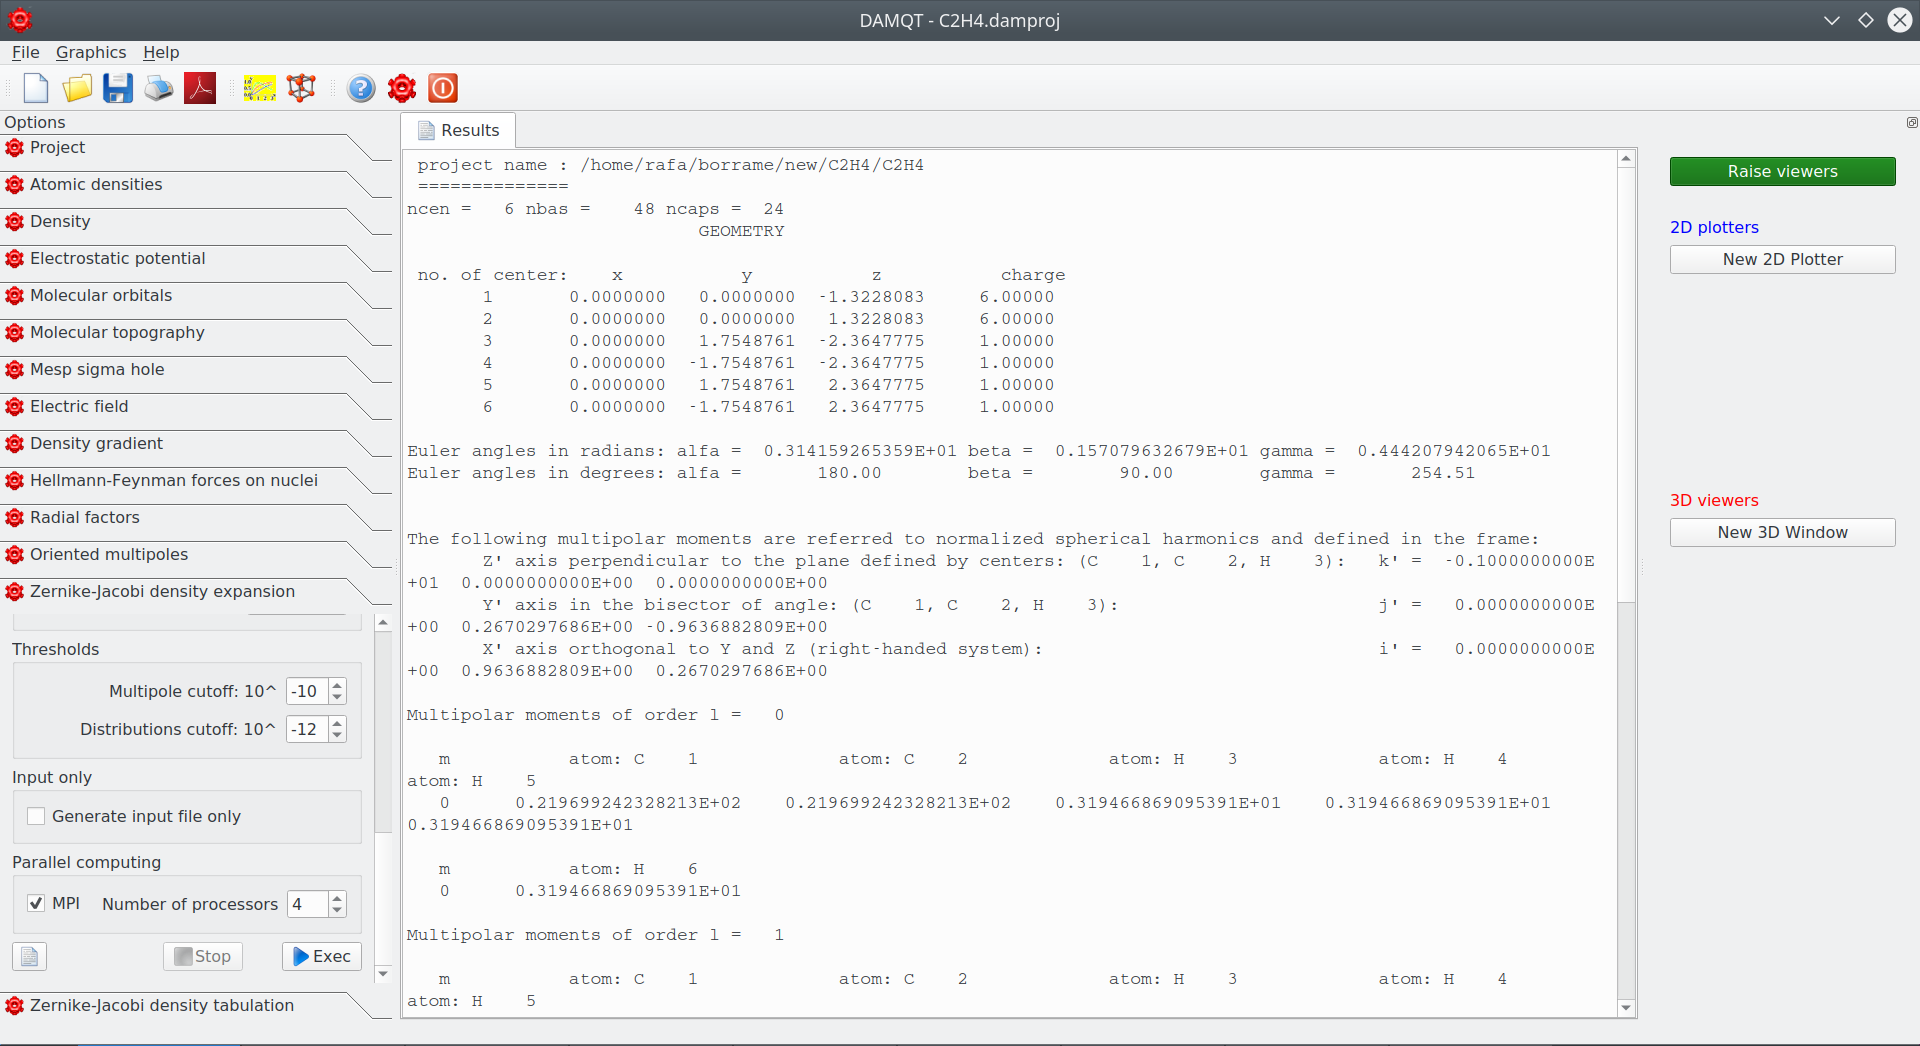 DAMQT - C2H4.damproj
File Graphics Help
Options
Project
Atomic densities
Density
Electrostatic potential
Molecular orbitals
Molecular topography
Mesp sigma hole
Electric field
Density gradient
Hellmann-Feynman forces on nuclei
Radial factors
Oriented multipoles
Zernike-Jacobi density expansion
Thresholds
Multipole cutoff: 10^ -10
Distributions cutoff: 10^ -12
Input only
Generate input file only
Parallel computing
MPI Number of processors 4
Stop Exec
Zernike-Jacobi density tabulation
Results
project name : /home/rafa/borrame/new/C2H4/C2H4
==============
ncen = 6 nbas = 48 ncaps = 24
GEOMETRY
no. of center: x y z charge
1 0.0000000 0.0000000 -1.3228083 6.00000
2 0.0000000 0.0000000 1.3228083 6.00000
3 0.0000000 1.7548761 -2.3647775 1.00000
4 0.0000000 -1.7548761 -2.3647775 1.00000
5 0.0000000 1.7548761 2.3647775 1.00000
6 0.0000000 -1.7548761 2.3647775 1.00000
Euler angles in radians: alfa = 0.314159265359E+01 beta = 0.157079632679E+01 gamma = 0.444207942065E+01
Euler angles in degrees: alfa = 180.00 beta = 90.00 gamma = 254.51
The following multipolar moments are referred to normalized spherical harmonics and defined in the frame:
Z' axis perpendicular to the plane defined by centers: (C 1, C 2, H 3): k' = -0.1000000000E
+01 0.0000000000E+00 0.0000000000E+00
Y' axis in the bisector of angle: (C 1, C 2, H 3): j' = 0.0000000000E
+00 0.2670297686E+00 -0.9636882809E+00
X' axis orthogonal to Y and Z (right-handed system): i' = 0.0000000000E
+00 0.9636882809E+00 0.2670297686E+00
Multipolar moments of order l = 0
m atom: C 1 atom: C 2 atom: H 3 atom: H 4
atom: H 5
0 0.219699242328213E+02 0.219699242328213E+02 0.319466869095391E+01 0.319466869095391E+01
0.319466869095391E+01
m atom: H 6
0 0.319466869095391E+01
Multipolar moments of order l = 1
m atom: C 1 atom: C 2 atom: H 3 atom: H 4
atom: H 5
Raise viewers
2D plotters
New 2D Plotter
3D viewers
New 3D Window